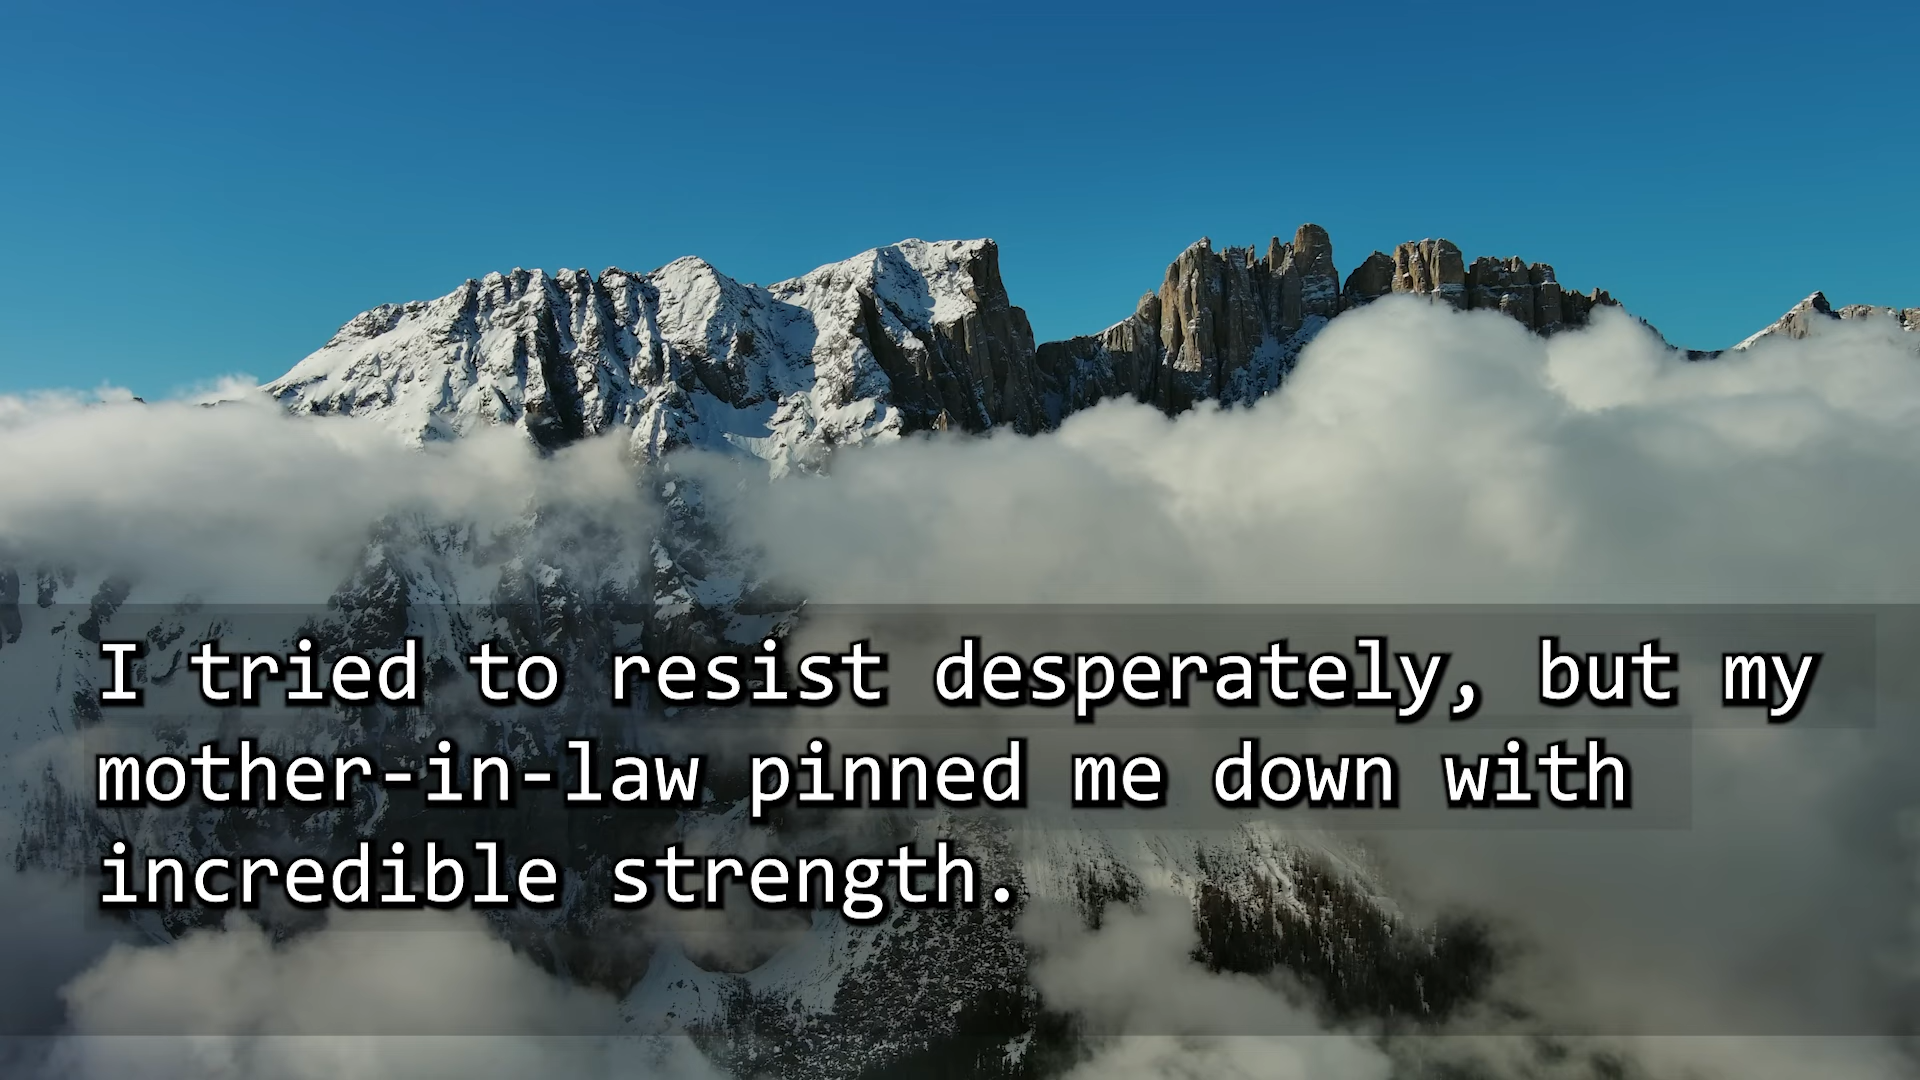 I tried to resist desperately, but my
mother-in-law pinned me down with
incredible strength.